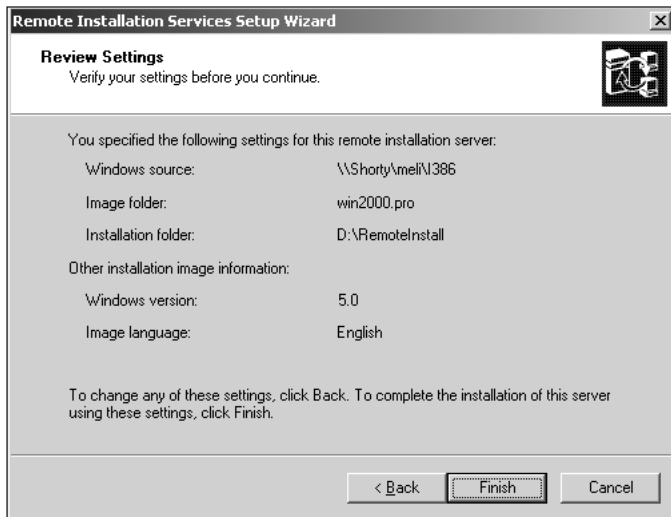 Remote Installation Services Setup Wizard
Review Settings
Verify your settings before you continue.
You specified the following settings for this remote installation server:
Windows source: \\Shorty\meli\I386
Image folder: win2000.pro
Installation folder: D:\RemoteInstall
Other installation image information:
Windows version: 5.0
Image language: English
To change any of these settings, click Back. To complete the installation of this server
using these settings, click Finish.
< Back Finish Cancel